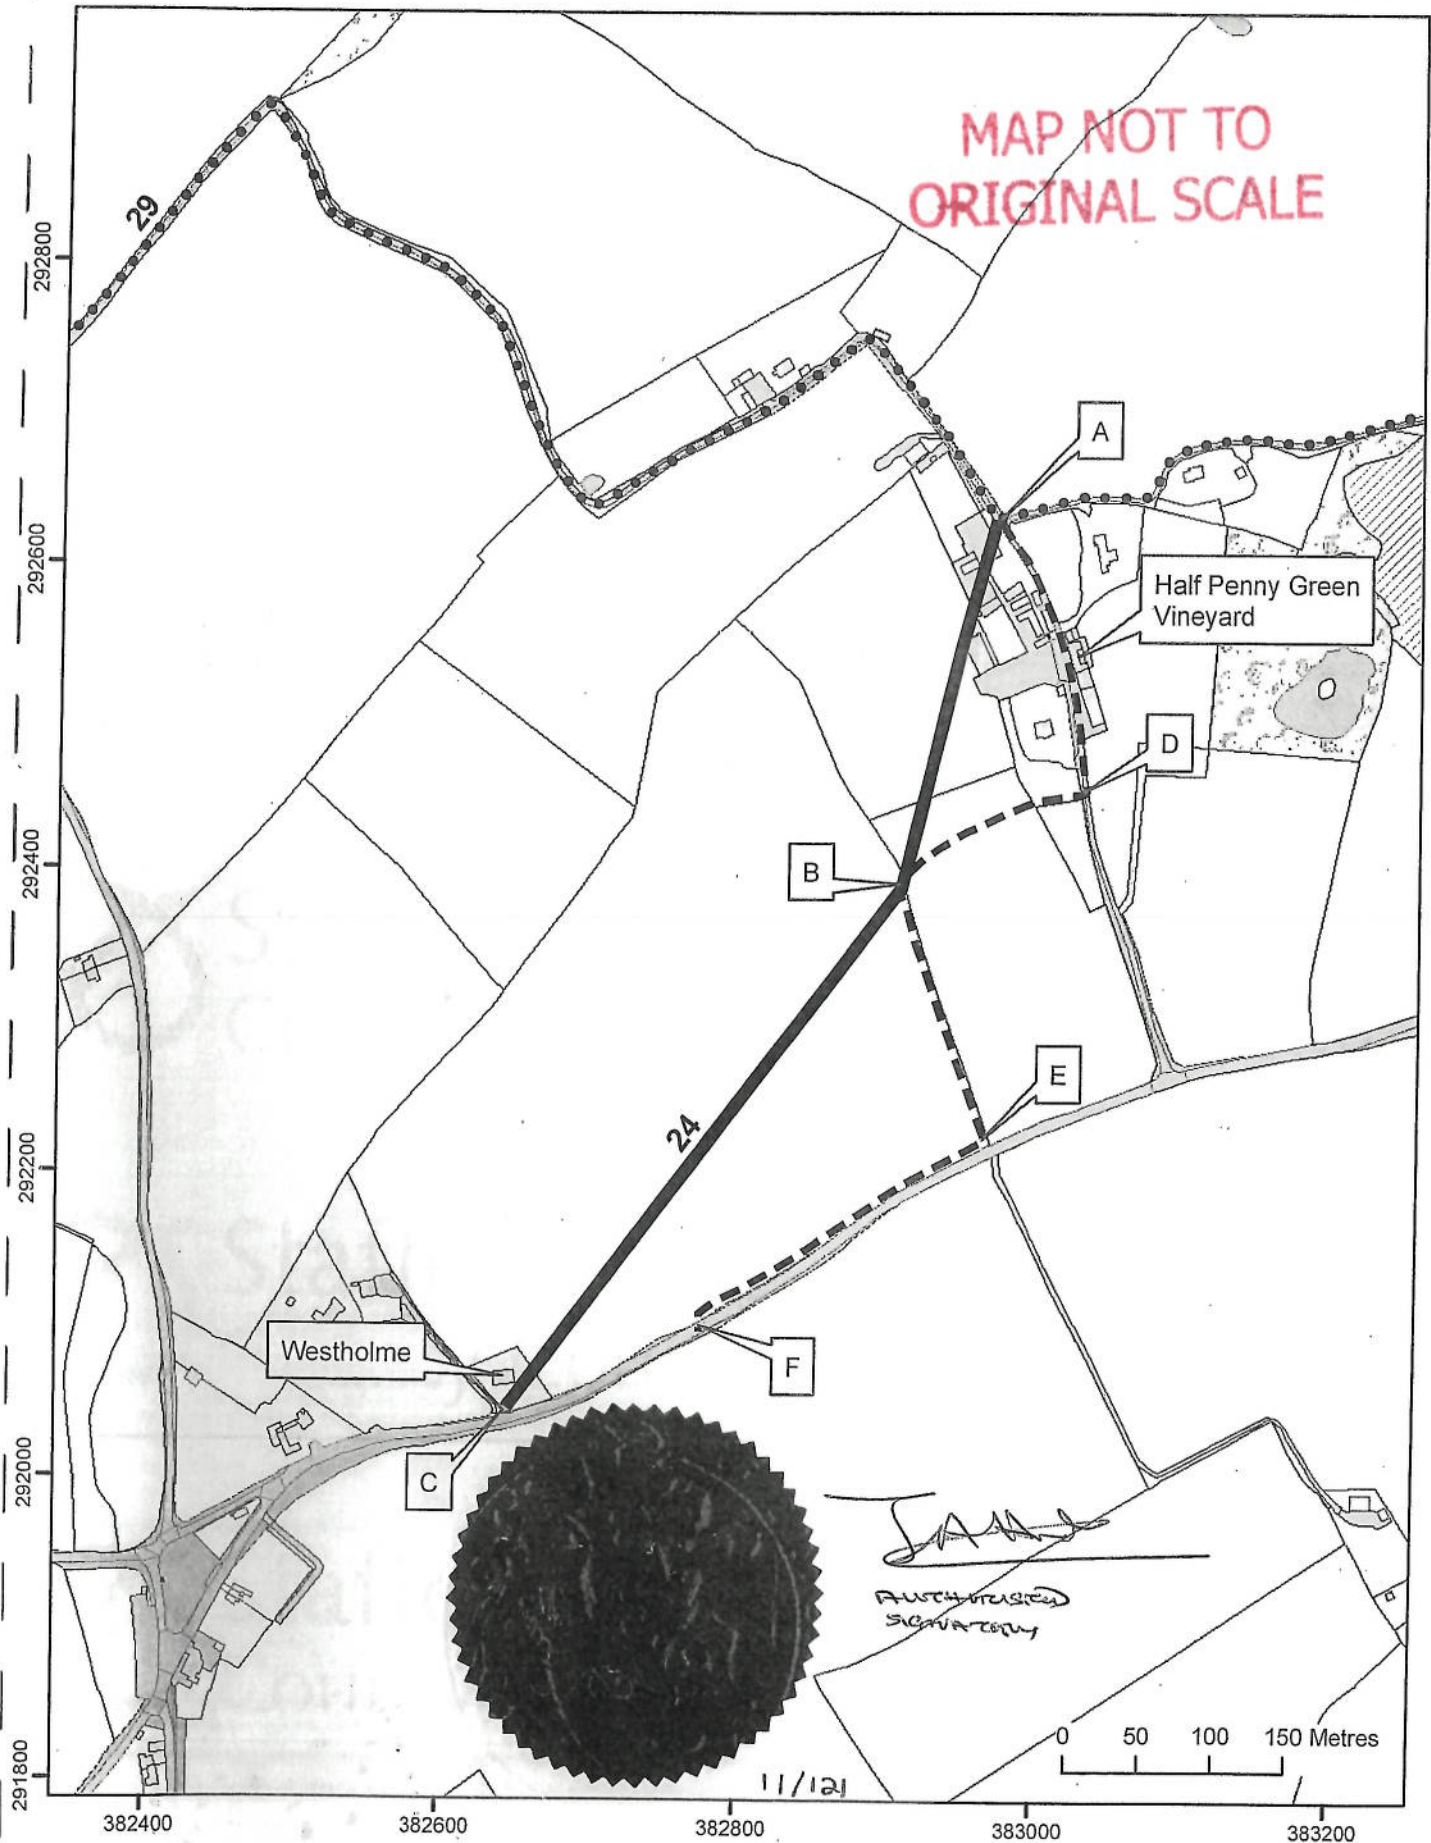 MAP NOT TO
ORIGINAL SCALE
29
292800
A
292600
Half Penny Green
Vineyard
D
292400
B
E
24
292200
Westholme
F
C
292000
AUTHORISED
SIGNATORY
0 50 100 150 Metres
291800
11/121
382400 382600 382800 383000 383200